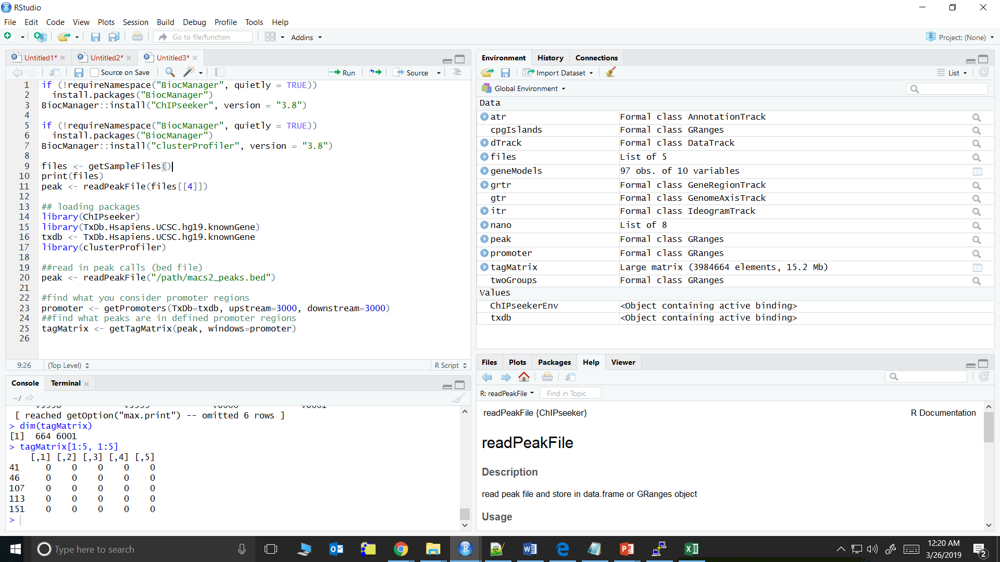 RStudio
File Edit Code View Plots Session Build Debug Profile Tools Help
Go to file/function Addins Project: (None)
Untitled1* Untitled2* Untitled3*
Source on Save Run Source
1 if (!requireNamespace("BiocManager", quietly = TRUE))
2 install.packages("BiocManager")
3 BiocManager::install("ChIPseeker", version = "3.8")
4
5 if (!requireNamespace("BiocManager", quietly = TRUE))
6 install.packages("BiocManager")
7 BiocManager::install("clusterProfiler", version = "3.8")
8
9 files <- getSampleFiles()
10 print(files)
11 peak <- readPeakFile(files[[4]])
12
13 ## loading packages
14 library(ChIPseeker)
15 library(TxDb.Hsapiens.UCSC.hg19.knownGene)
16 txdb <- TxDb.Hsapiens.UCSC.hg19.knownGene
17 library(clusterProfiler)
18
19 ##read in peak calls (bed file)
20 peak <- readPeakFile("/path/macs2_peaks.bed")
21
22 #find what you consider promoter regions
23 promoter <- getPromoters(TxDb=txdb, upstream=3000, downstream=3000)
24 ##find what peaks are in defined promoter regions
25 tagMatrix <- getTagMatrix(peak, windows=promoter)
26
9:26 (Top Level) R Script
Console Terminal
~/
[ reached getOption("max.print") -- omitted 6 rows ]
> dim(tagMatrix)
[1] 664 6001
> tagMatrix[1:5, 1:5]
[,1] [,2] [,3] [,4] [,5]
41 0 0 0 0 0
46 0 0 0 0 0
107 0 0 0 0 0
113 0 0 0 0 0
151 0 0 0 0 0
>
Environment History Connections
Import Dataset List
Global Environment
Data
atr Formal class AnnotationTrack
cpgIslands Formal class GRanges
dTrack Formal class DataTrack
files List of 5
geneModels 97 obs. of 10 variables
grtr Formal class GeneRegionTrack
gtr Formal class GenomeAxisTrack
itr Formal class IdeogramTrack
nano List of 8
peak Formal class GRanges
promoter Formal class GRanges
tagMatrix Large matrix (3984664 elements, 15.2 Mb)
twoGroups Formal class GRanges
Values
ChIPseekerEnv <Object containing active binding>
txdb <Object containing active binding>
Files Plots Packages Help Viewer
R: readPeakFile Find in Topic
readPeakFile {ChIPseeker} R Documentation
readPeakFile
Description
read peak file and store in data.frame or GRanges object
Usage
Type here to search
12:20 AM
3/26/2019
2